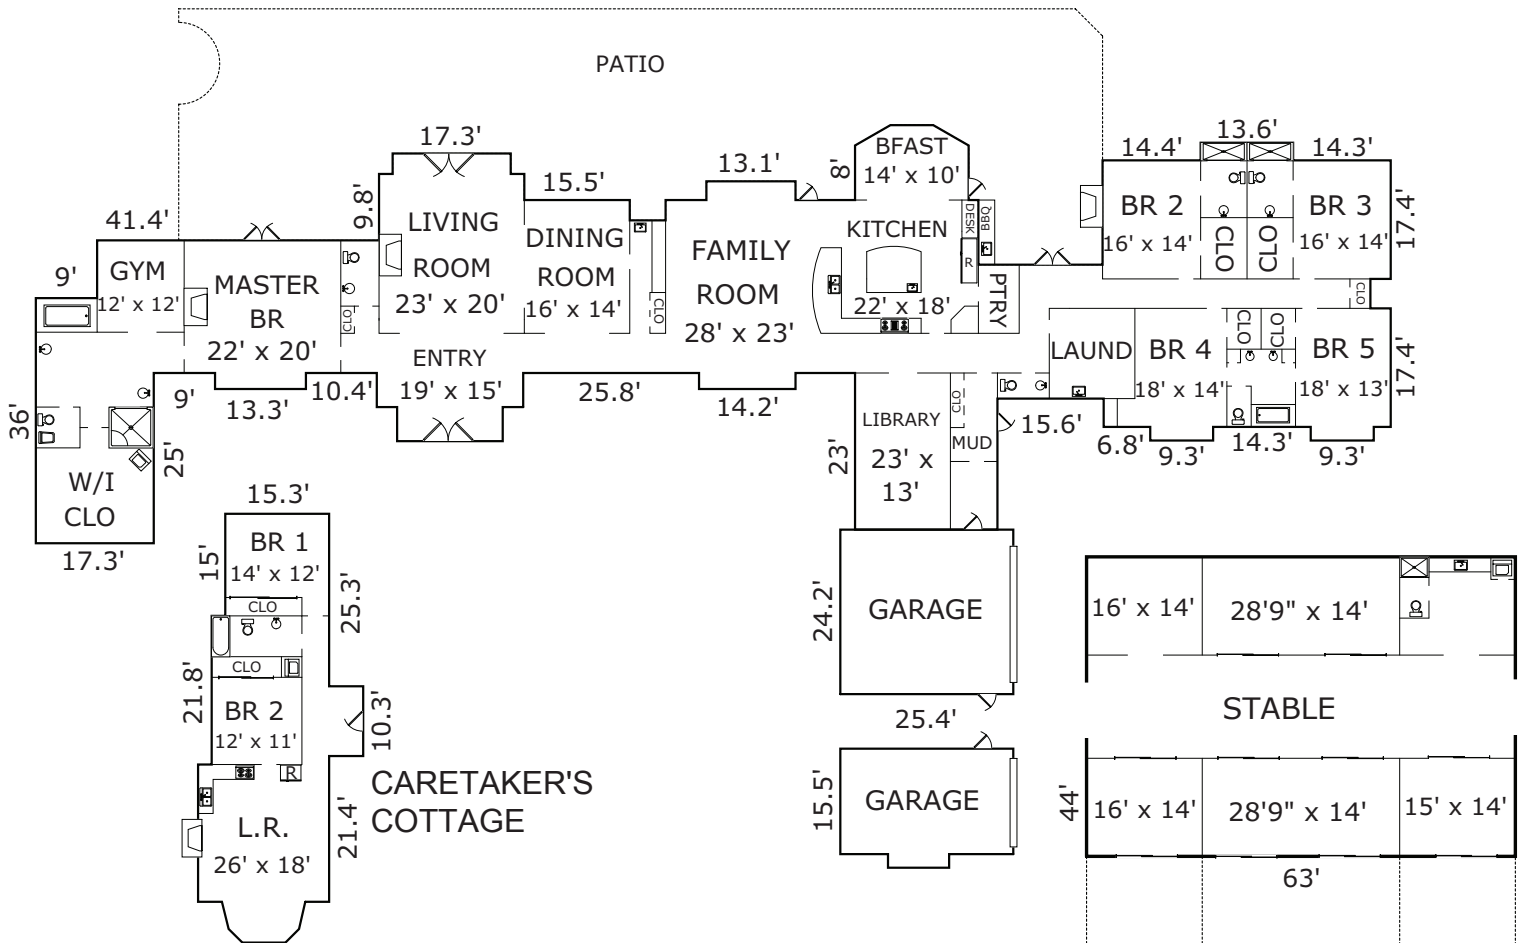 PATIO
17.3'
BFAST
14' x 10'
8'
13.1'
15.5'
9.8'
41.4'
9'
14.4'
13.6'
14.3'
17.4'
BR 2
16' x 14'
CLO
CLO
BR 3
16' x 14'
LIVING
ROOM
23' x 20'
DINING
ROOM
16' x 14'
CLO
FAMILY
ROOM
28' x 23'
KITCHEN
22' x 18'
DESK
BBQ
R
PTRY
GYM
12' x 12'
MASTER
BR
22' x 20'
CLO
ENTRY
19' x 15'
CLO
LAUND
BR 4
18' x 14'
CLO
CLO
BR 5
18' x 13'
17.4'
9'
13.3'
10.4'
25.8'
14.2'
LIBRARY
23' x
13'
CLO
MUD
23'
15.6'
6.8'
9.3'
14.3'
9.3'
36'
25'
W/I
CLO
17.3'
15.3'
15'
BR 1
14' x 12'
CLO
25.3'
CLO
21.8'
BR 2
12' x 11'
10.3'
R
L.R.
26' x 18'
21.4'
CARETAKER'S
COTTAGE
24.2'
GARAGE
25.4'
15.5'
GARAGE
16' x 14'
28'9" x 14'
STABLE
44'
16' x 14'
28'9" x 14'
15' x 14'
63'